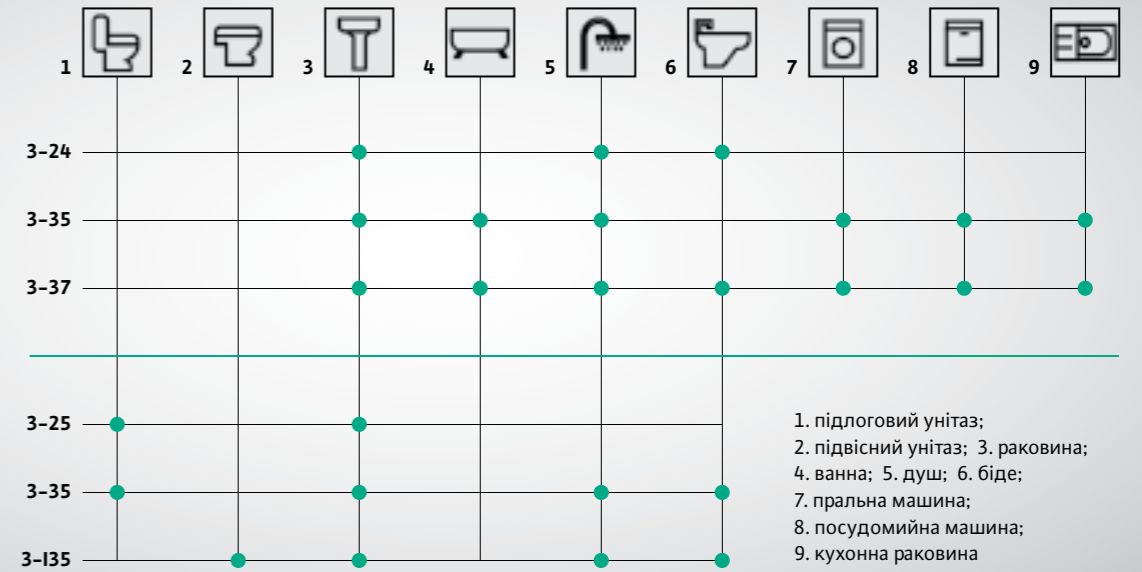 1 2 3 4 5 6 7 8 9
3-24
3-35
3-37
3-25
3-35
3-I35
1. підлоговий унітаз;
2. підвісний унітаз; 3. раковина;
4. ванна; 5. душ; 6. біде;
7. пральна машина;
8. посудомийна машина;
9. кухонна раковина